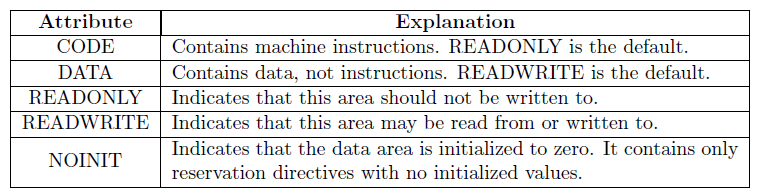 Attribute Explanation
CODE Contains machine instructions. READONLY is the default.
DATA Contains data, not instructions. READWRITE is the default.
READONLY Indicates that this area should not be written to.
READWRITE Indicates that this area may be read from or written to.
NOINIT Indicates that the data area is initialized to zero. It contains only
reservation directives with no initialized values.